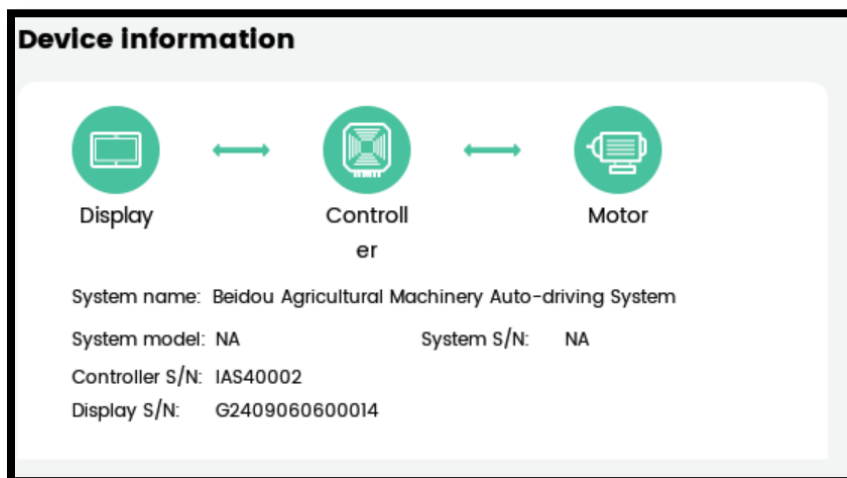 Device information
Display
Controll
er
Motor
System name: Beidou Agricultural Machinery Auto-driving System
System model: NA System S/N: NA
Controller S/N: IAS40002
Display S/N: G2409060600014